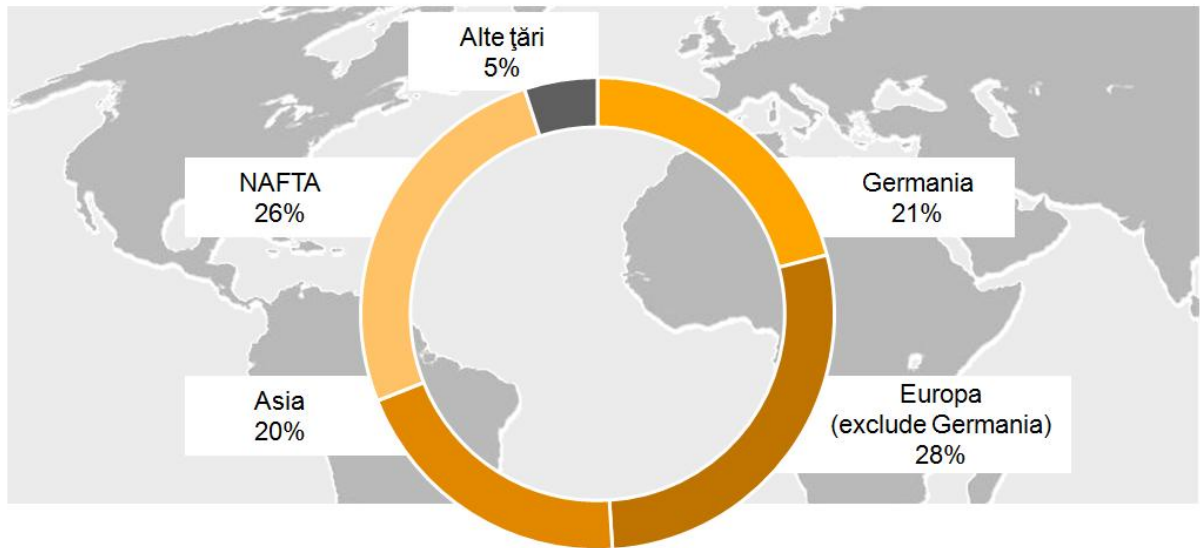 Alte ţări
5%
NAFTA
26%
Germania
21%
Asia
20%
Europa
(exclude Germania)
28%